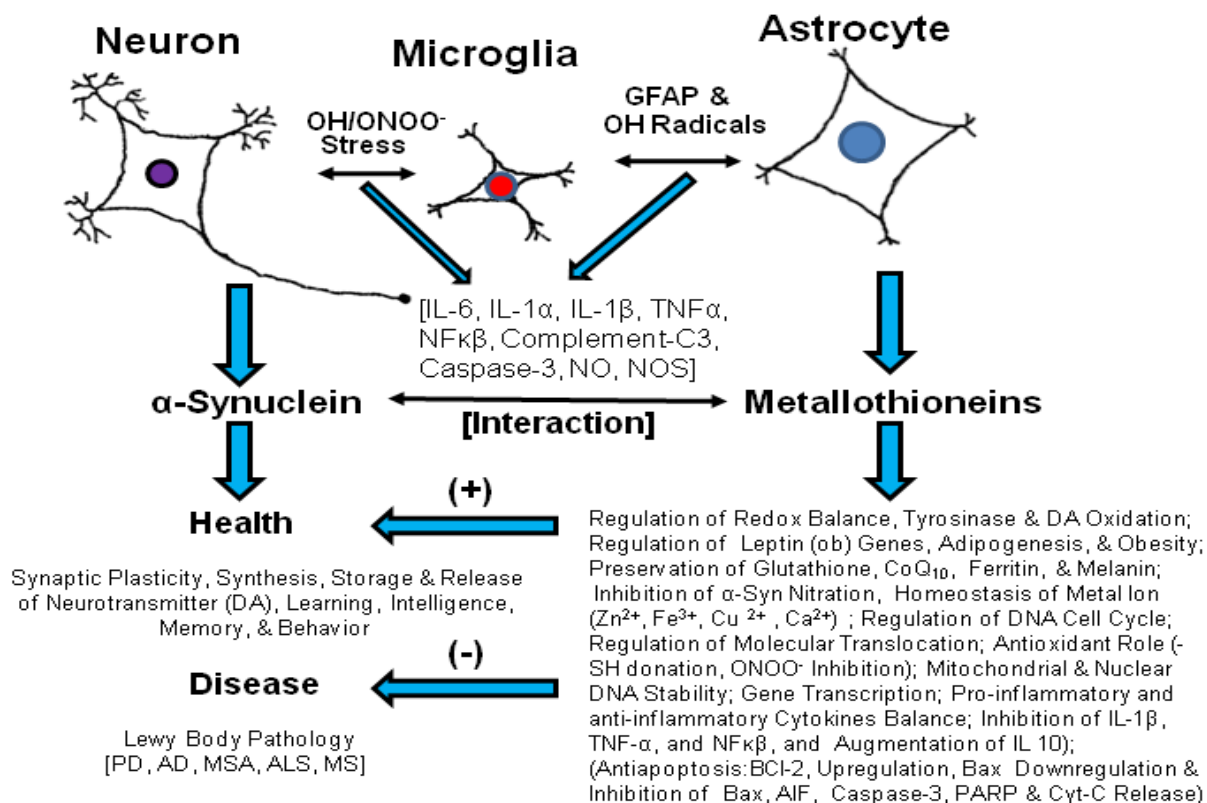 Neuron
Microglia
Astrocyte
OH/ONOO⁻
Stress
GFAP &
OH Radicals
[IL-6, IL-1α, IL-1β, TNFα,
NFκβ, Complement-C3,
Caspase-3, NO, NOS]
α-Synuclein
[Interaction]
Metallothioneins
(+)
Health
Synaptic Plasticity, Synthesis, Storage & Release
of Neurotransmitter (DA), Learning, Intelligence,
Memory, & Behavior
(-)
Disease
Lewy Body Pathology
[PD, AD, MSA, ALS, MS]
Regulation of Redox Balance, Tyrosinase & DA Oxidation;
Regulation of Leptin (ob) Genes, Adipogenesis, & Obesity;
Preservation of Glutathione, CoQ₁₀, Ferritin, & Melanin;
Inhibition of α-Syn Nitration, Homeostasis of Metal Ion
(Zn²⁺, Fe³⁺, Cu ²⁺ , Ca²⁺) ; Regulation of DNA Cell Cycle;
Regulation of Molecular Translocation; Antioxidant Role (-
SH donation, ONOO⁻ Inhibition); Mitochondrial & Nuclear
DNA Stability; Gene Transcription; Pro-inflammatory and
anti-inflammatory Cytokines Balance; Inhibition of IL-1β,
TNF-α, and NFκβ, and Augmentation of IL 10);
(Antiapoptosis:BCl-2, Upregulation, Bax Downregulation &
Inhibition of Bax, AIF, Caspase-3, PARP & Cyt-C Release)